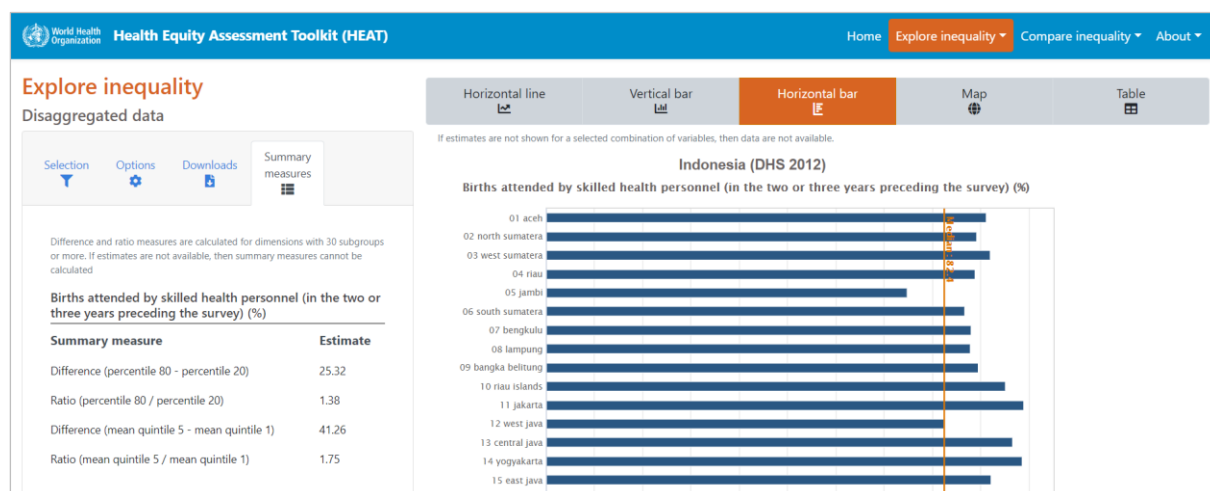 World Health
Organization
Health Equity Assessment Toolkit (HEAT)
Home
Explore inequality
Compare inequality
About
Explore inequality
Disaggregated data
Selection
Options
Downloads
Summary
measures
Difference and ratio measures are calculated for dimensions with 30 subgroups
or more. If estimates are not available, then summary measures cannot be
calculated
Births attended by skilled health personnel (in the two or
three years preceding the survey) (%)
Summary measure Estimate
Difference (percentile 80 - percentile 20) 25.32
Ratio (percentile 80 / percentile 20) 1.38
Difference (mean quintile 5 - mean quintile 1) 41.26
Ratio (mean quintile 5 / mean quintile 1) 1.75
Horizontal line
Vertical bar
Horizontal bar
Map
Table
If estimates are not shown for a selected combination of variables, then data are not available.
Indonesia (DHS 2012)
Births attended by skilled health personnel (in the two or three years preceding the survey) (%)
01 aceh
02 north sumatera
03 west sumatera
04 riau
05 jambi
06 south sumatera
07 bengkulu
08 lampung
09 bangka belitung
10 riau islands
11 jakarta
12 west java
13 central java
14 yogyakarta
15 east java